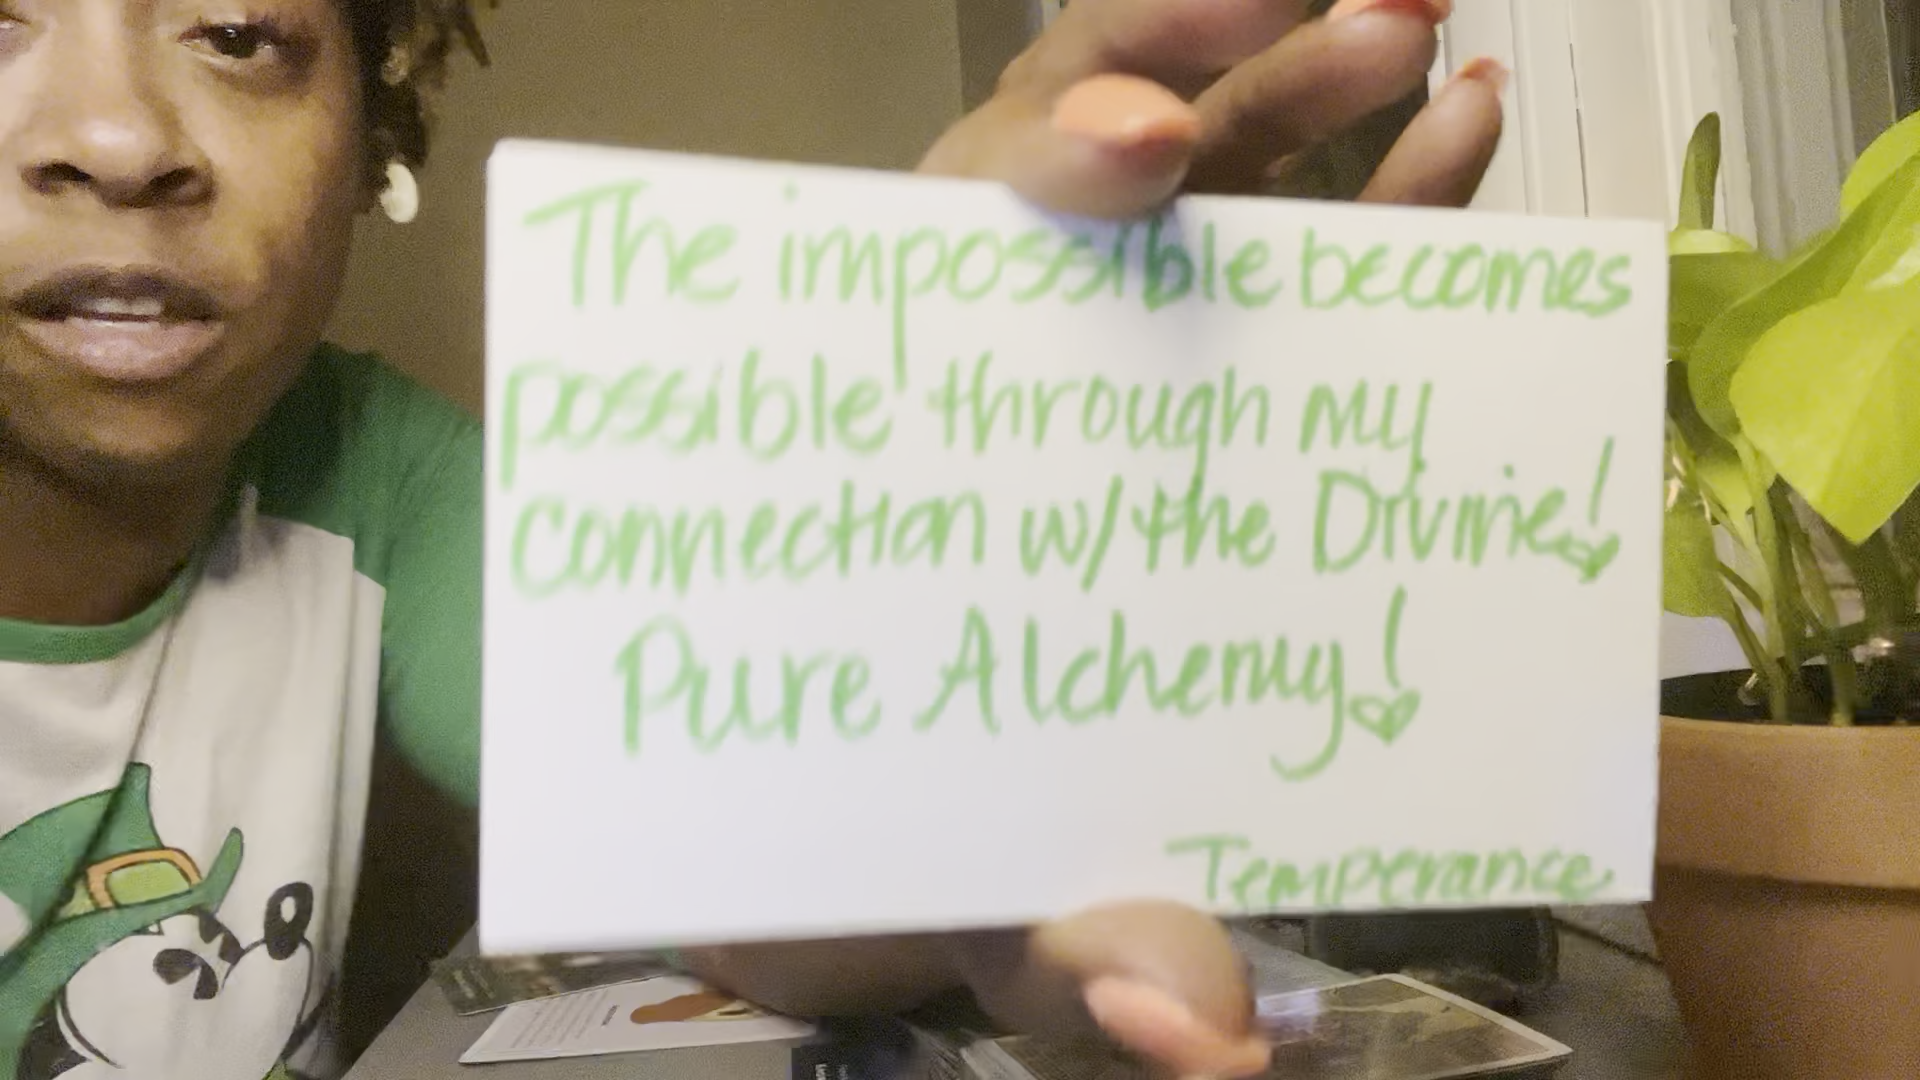 The impossible becomes
possible through my
connection w/the Divine!
Pure Alchemy!
Temperance